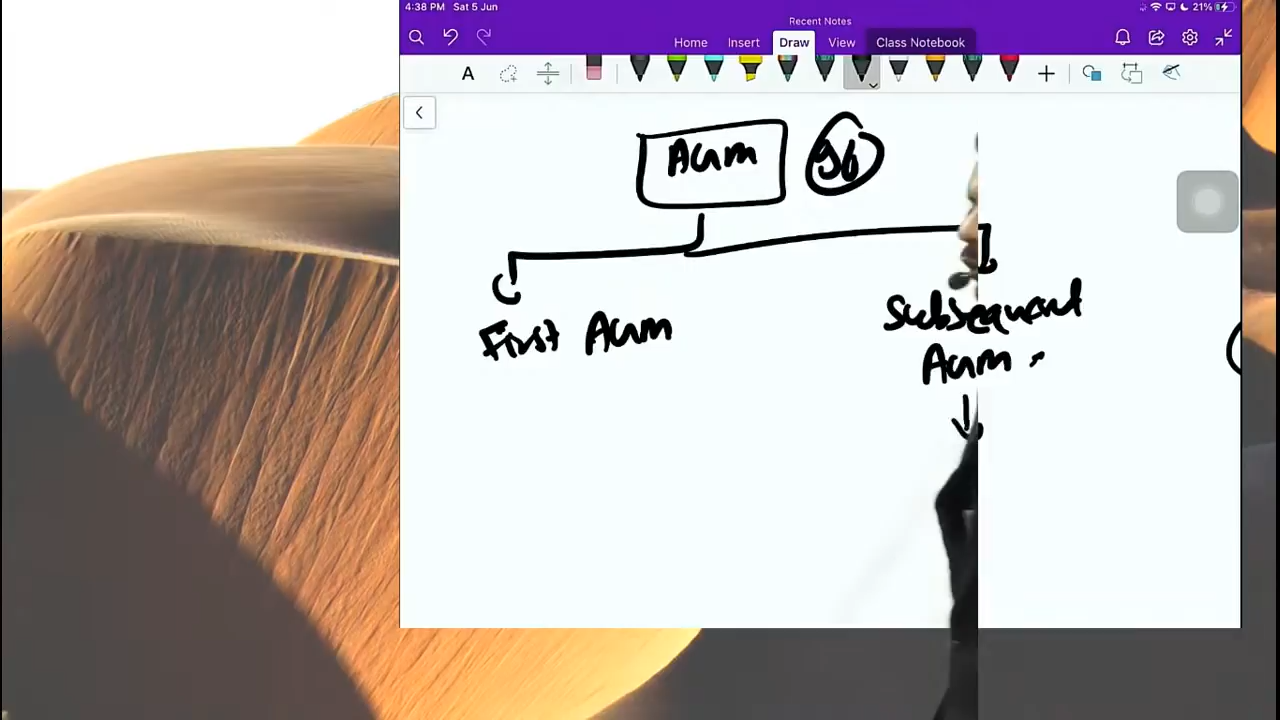 4:38 PM Sat 5 Jun
21%
Recent Notes
Home Insert Draw View Class Notebook
A
AGM 96
First AGM
Subsequent
AGM